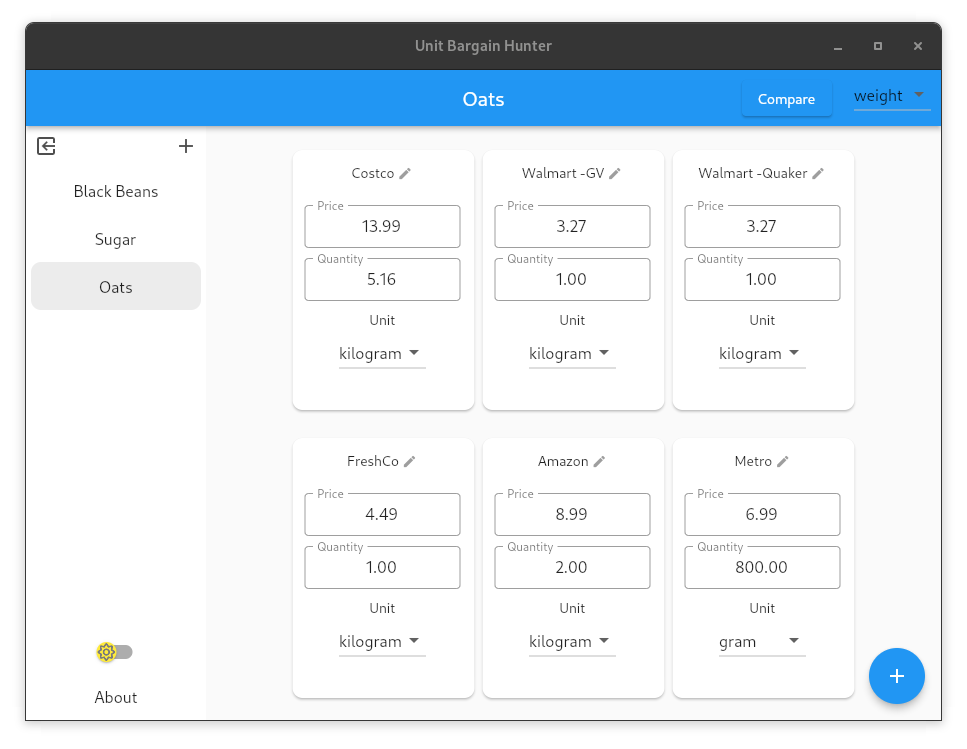 Unit Bargain Hunter
Oats
Compare
weight
Black Beans
Sugar
Oats
About
Costco
Price
13.99
Quantity
5.16
Unit
kilogram
Walmart -GV
Price
3.27
Quantity
1.00
Unit
kilogram
Walmart -Quaker
Price
3.27
Quantity
1.00
Unit
kilogram
FreshCo
Price
4.49
Quantity
1.00
Unit
kilogram
Amazon
Price
8.99
Quantity
2.00
Unit
kilogram
Metro
Price
6.99
Quantity
800.00
Unit
gram